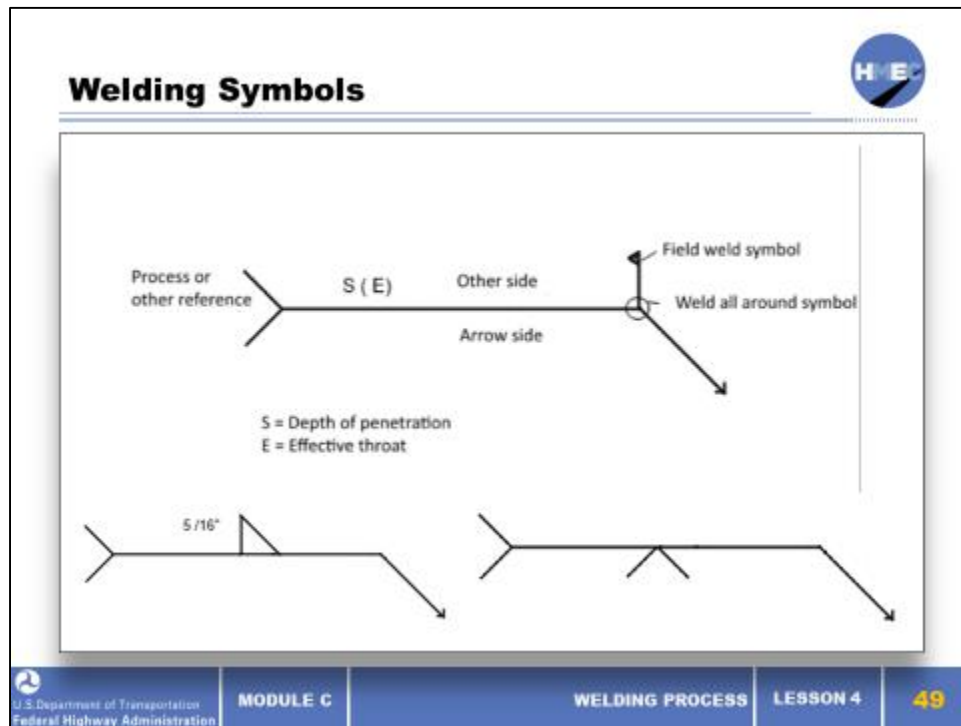 Welding Symbols
HMEC
Process or
other reference
S ( E)
Other side
Arrow side
Field weld symbol
Weld all around symbol
S = Depth of penetration
E = Effective throat
5 /16"
U.S.Department of Transportation
Federal Highway Administration
MODULE C
WELDING PROCESS
LESSON 4
49